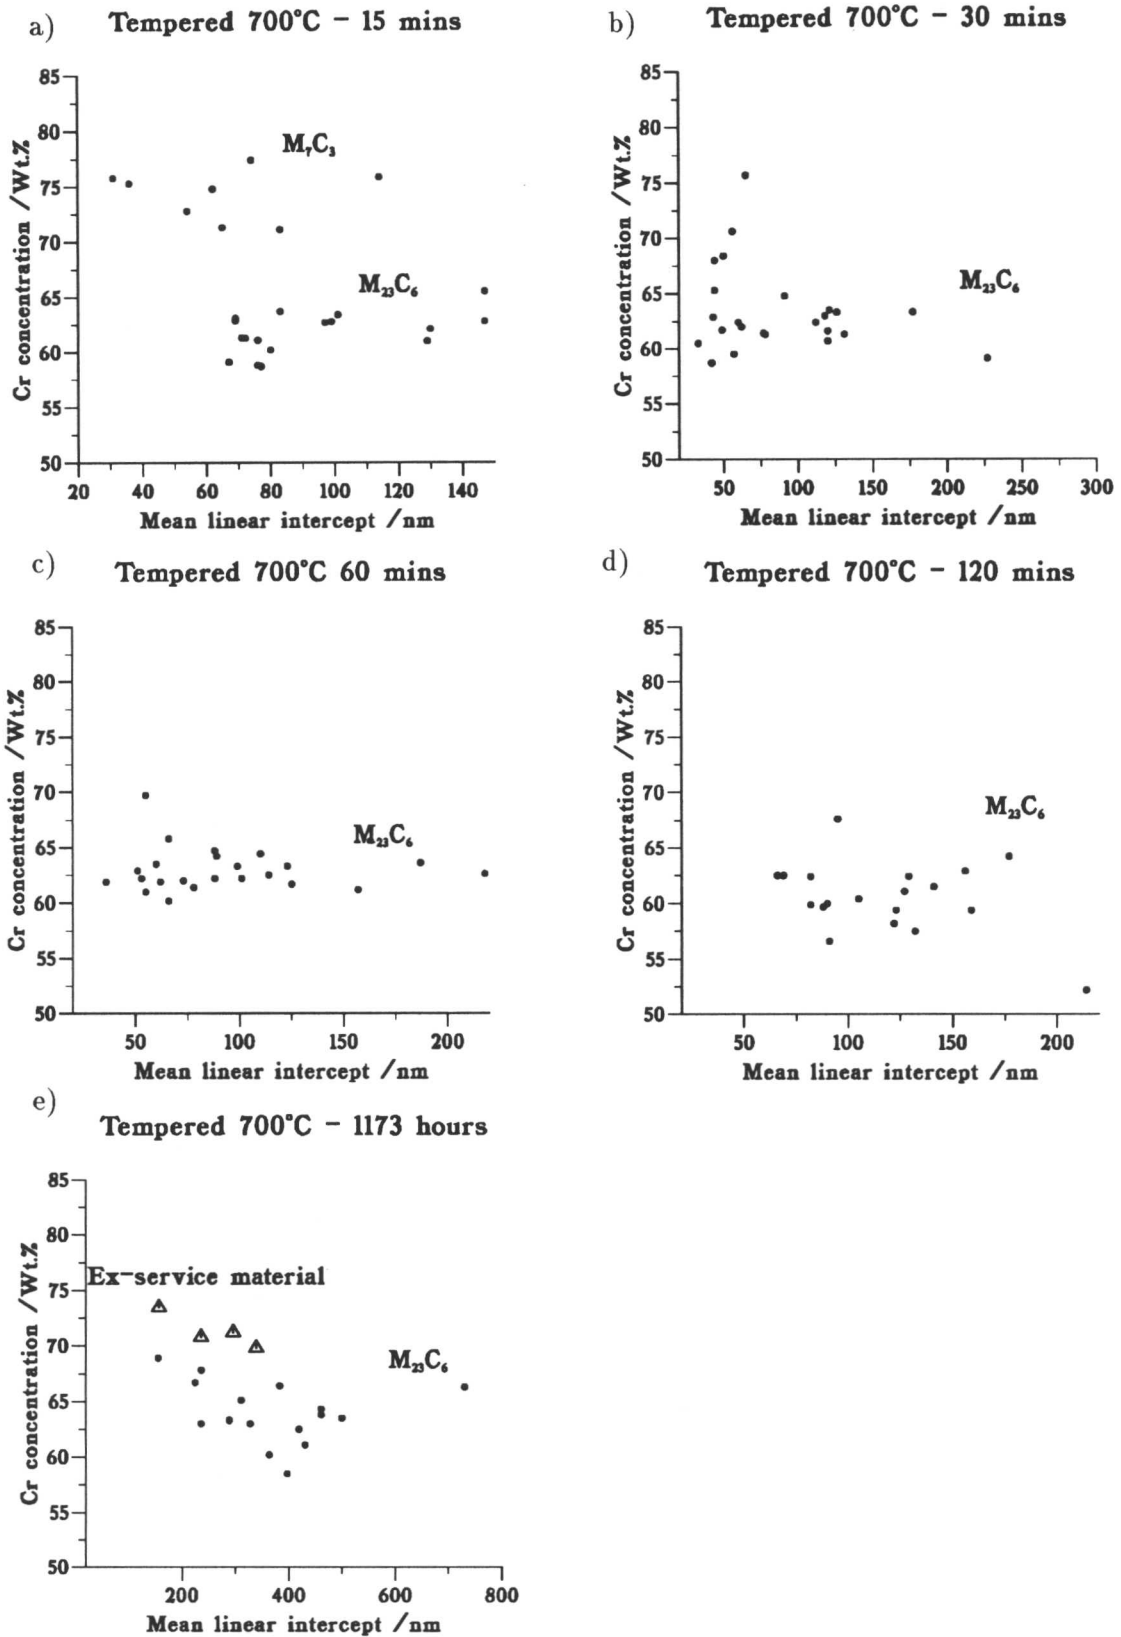 a) Tempered 700°C – 15 mins
85
80
75
70
65
60
55
50
Cr concentration /Wt.%
M₇C₃
M₂₃C₆
20 40 60 80 100 120 140
Mean linear intercept /nm
b) Tempered 700°C – 30 mins
85
80
75
70
65
60
55
50
Cr concentration /Wt.%
M₂₃C₆
50 100 150 200 250 300
Mean linear intercept /nm
c) Tempered 700°C 60 mins
85
80
75
70
65
60
55
50
Cr concentration /Wt.%
M₂₃C₆
50 100 150 200
Mean linear intercept /nm
d) Tempered 700°C – 120 mins
85
80
75
70
65
60
55
50
Cr concentration /Wt.%
M₂₃C₆
50 100 150 200
Mean linear intercept /nm
e) Tempered 700°C – 1173 hours
85
80
75
70
65
60
55
50
Cr concentration /Wt.%
Ex-service material
M₂₃C₆
200 400 600 800
Mean linear intercept /nm